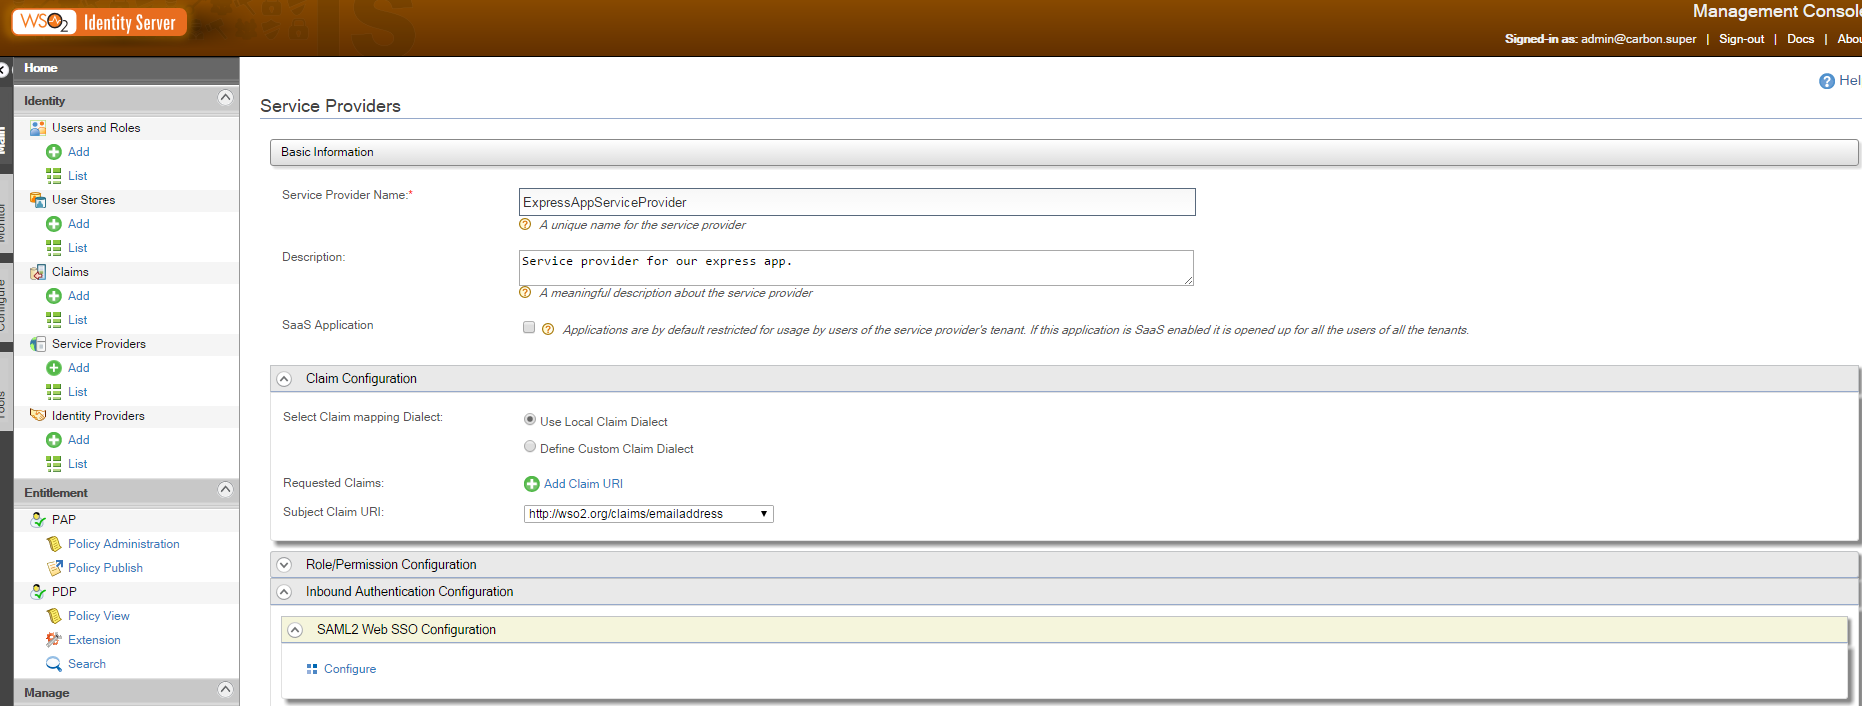 WSO2 Identity Server
Management Console
Signed-in as: admin@carbon.super | Sign-out | Docs | Abou
Home
Identity
Users and Roles
Add
List
User Stores
Add
List
Claims
Add
List
Service Providers
Add
List
Identity Providers
Add
List
Entitlement
PAP
Policy Administration
Policy Publish
PDP
Policy View
Extension
Search
Manage
Main
Monitor
Configure
Tools
Hel
Service Providers
Basic Information
Service Provider Name:*
ExpressAppServiceProvider
A unique name for the service provider
Description:
Service provider for our express app.
A meaningful description about the service provider
SaaS Application
Applications are by default restricted for usage by users of the service provider's tenant. If this application is SaaS enabled it is opened up for all the users of all the tenants.
Claim Configuration
Select Claim mapping Dialect:
Use Local Claim Dialect
Define Custom Claim Dialect
Requested Claims:
Add Claim URI
Subject Claim URI:
http://wso2.org/claims/emailaddress
Role/Permission Configuration
Inbound Authentication Configuration
SAML2 Web SSO Configuration
Configure